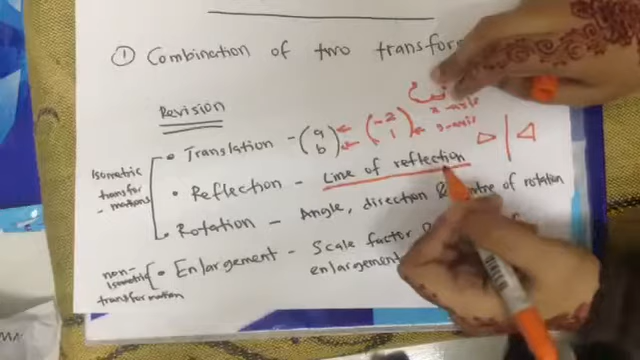 ① Combination of two transfor
Revision
Isometric transfor-mations
• Translation - (a b) ← (-2 1) x-axis y-axis
• Reflection - Line of reflection
• Rotation - Angle, direction & centre of rotation
non-isometric transformation
• Enlargement - Scale factor
enlargement